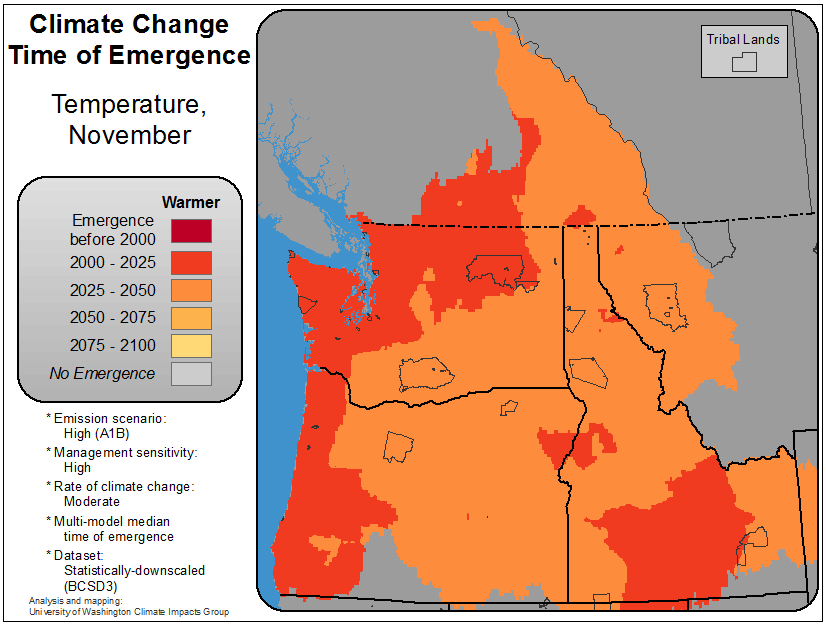 Climate Change
Time of Emergence
Temperature,
November
Warmer
Emergence
before 2000
2000 - 2025
2025 - 2050
2050 - 2075
2075 - 2100
No Emergence
* Emission scenario:
High (A1B)
* Management sensitivity:
High
* Rate of climate change:
Moderate
* Multi-model median
time of emergence
* Dataset:
Statistically-downscaled
(BCSD3)
Analysis and mapping:
University of Washington Climate Impacts Group
Tribal Lands